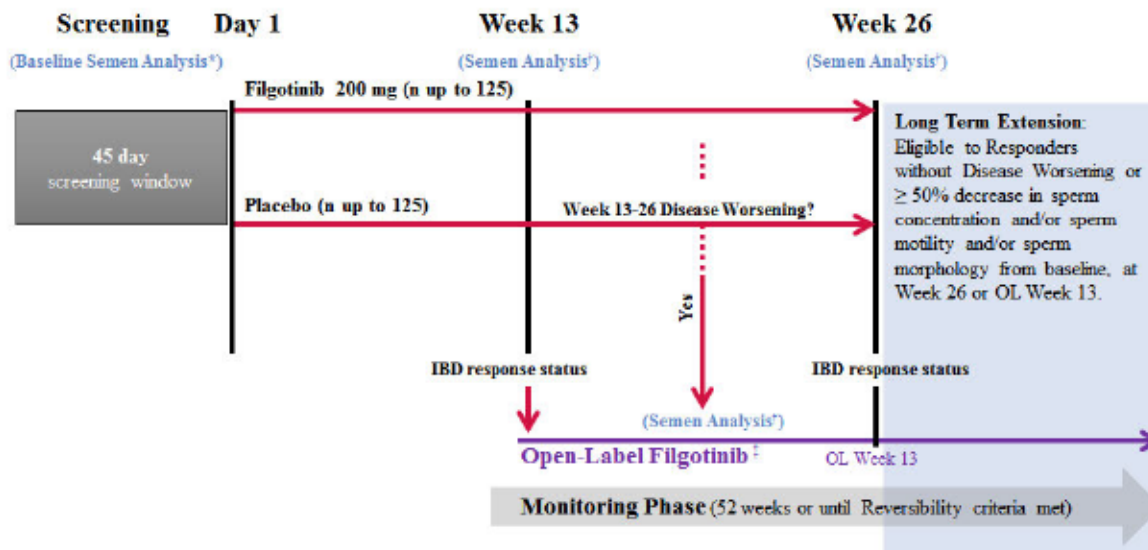 Screening Day 1 Week 13 Week 26
(Baseline Semen Analysis*) (Semen Analysis†) (Semen Analysis†)
Filgotinib 200 mg (n up to 125)
45 day
screening window
Placebo (n up to 125)
Week 13-26 Disease Worsening?
Long Term Extension:
Eligible to Responders
without Disease Worsening or
≥ 50% decrease in sperm
concentration and/or sperm
motility and/or sperm
morphology from baseline, at
Week 26 or OL Week 13.
Yes
IBD response status IBD response status
(Semen Analysis†)
Open-Label Filgotinib ‡ OL Week 13
Monitoring Phase (52 weeks or until Reversibility criteria met)